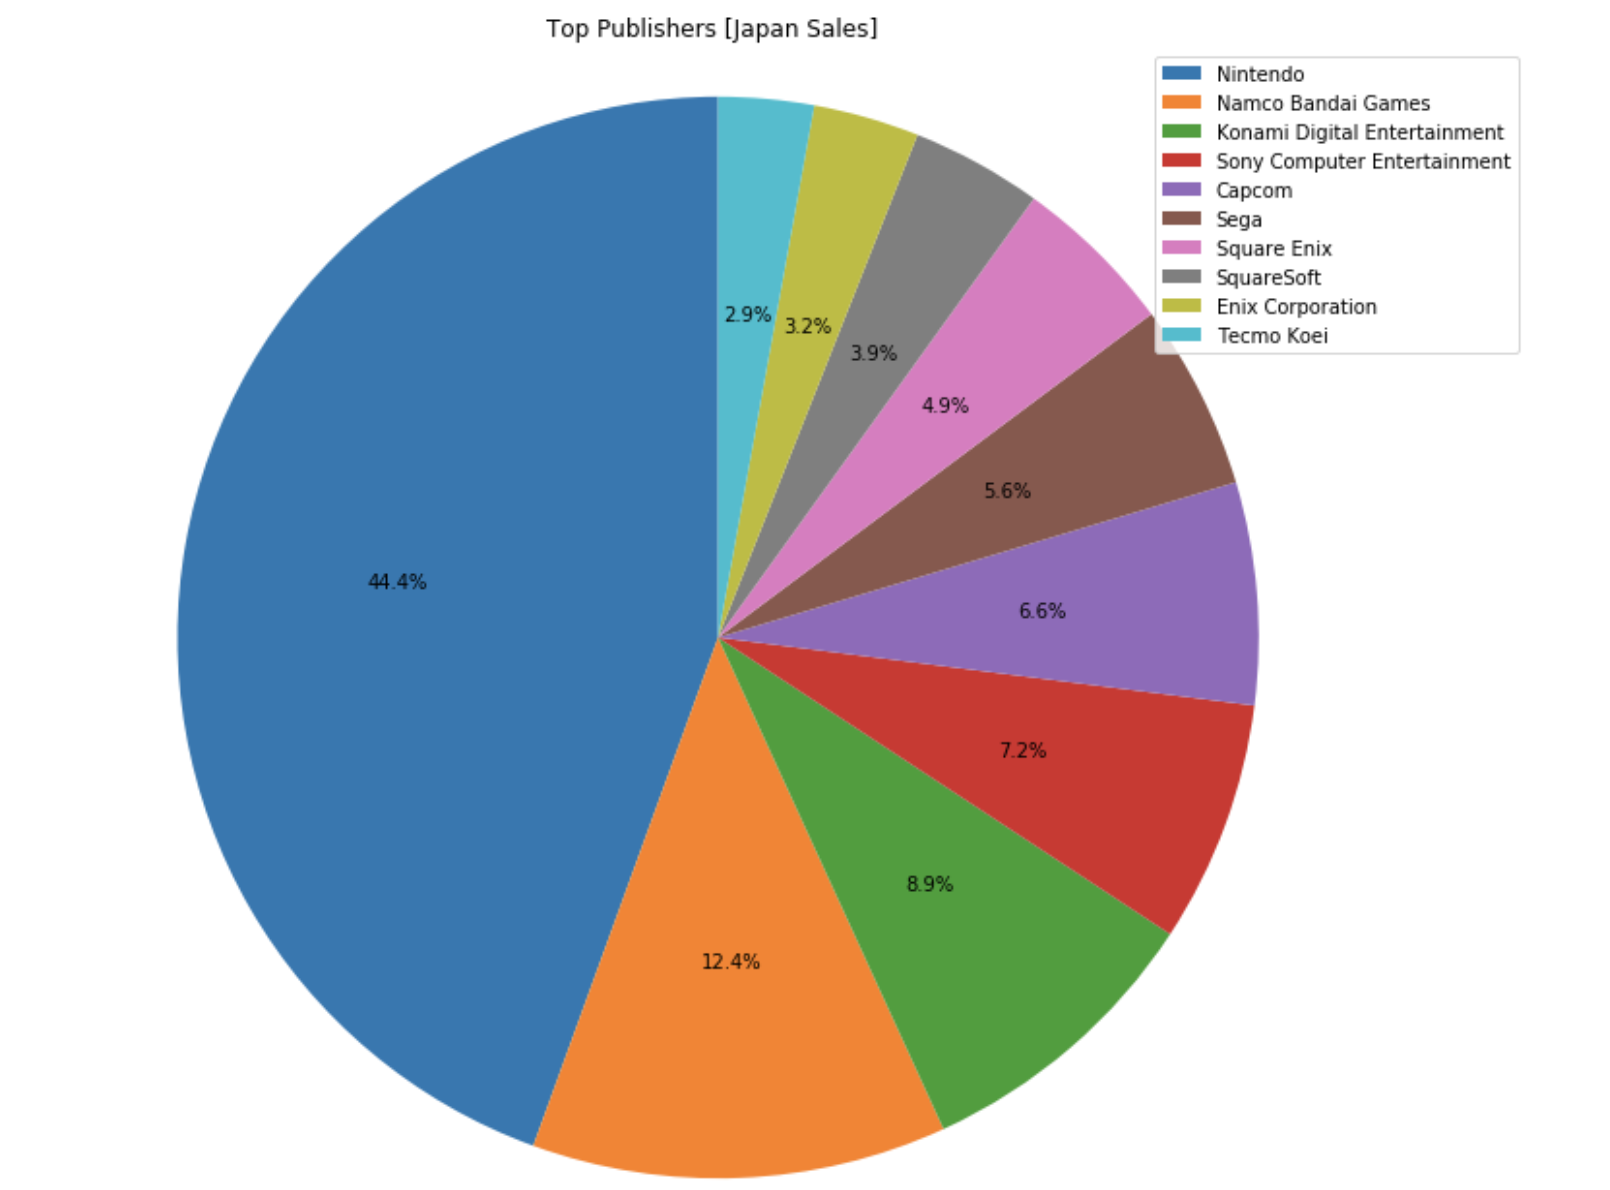 Top Publishers [Japan Sales]
Nintendo
Namco Bandai Games
Konami Digital Entertainment
Sony Computer Entertainment
Capcom
Sega
Square Enix
SquareSoft
Enix Corporation
Tecmo Koei
2.9%
3.2%
3.9%
4.9%
5.6%
44.4%
6.6%
7.2%
8.9%
12.4%